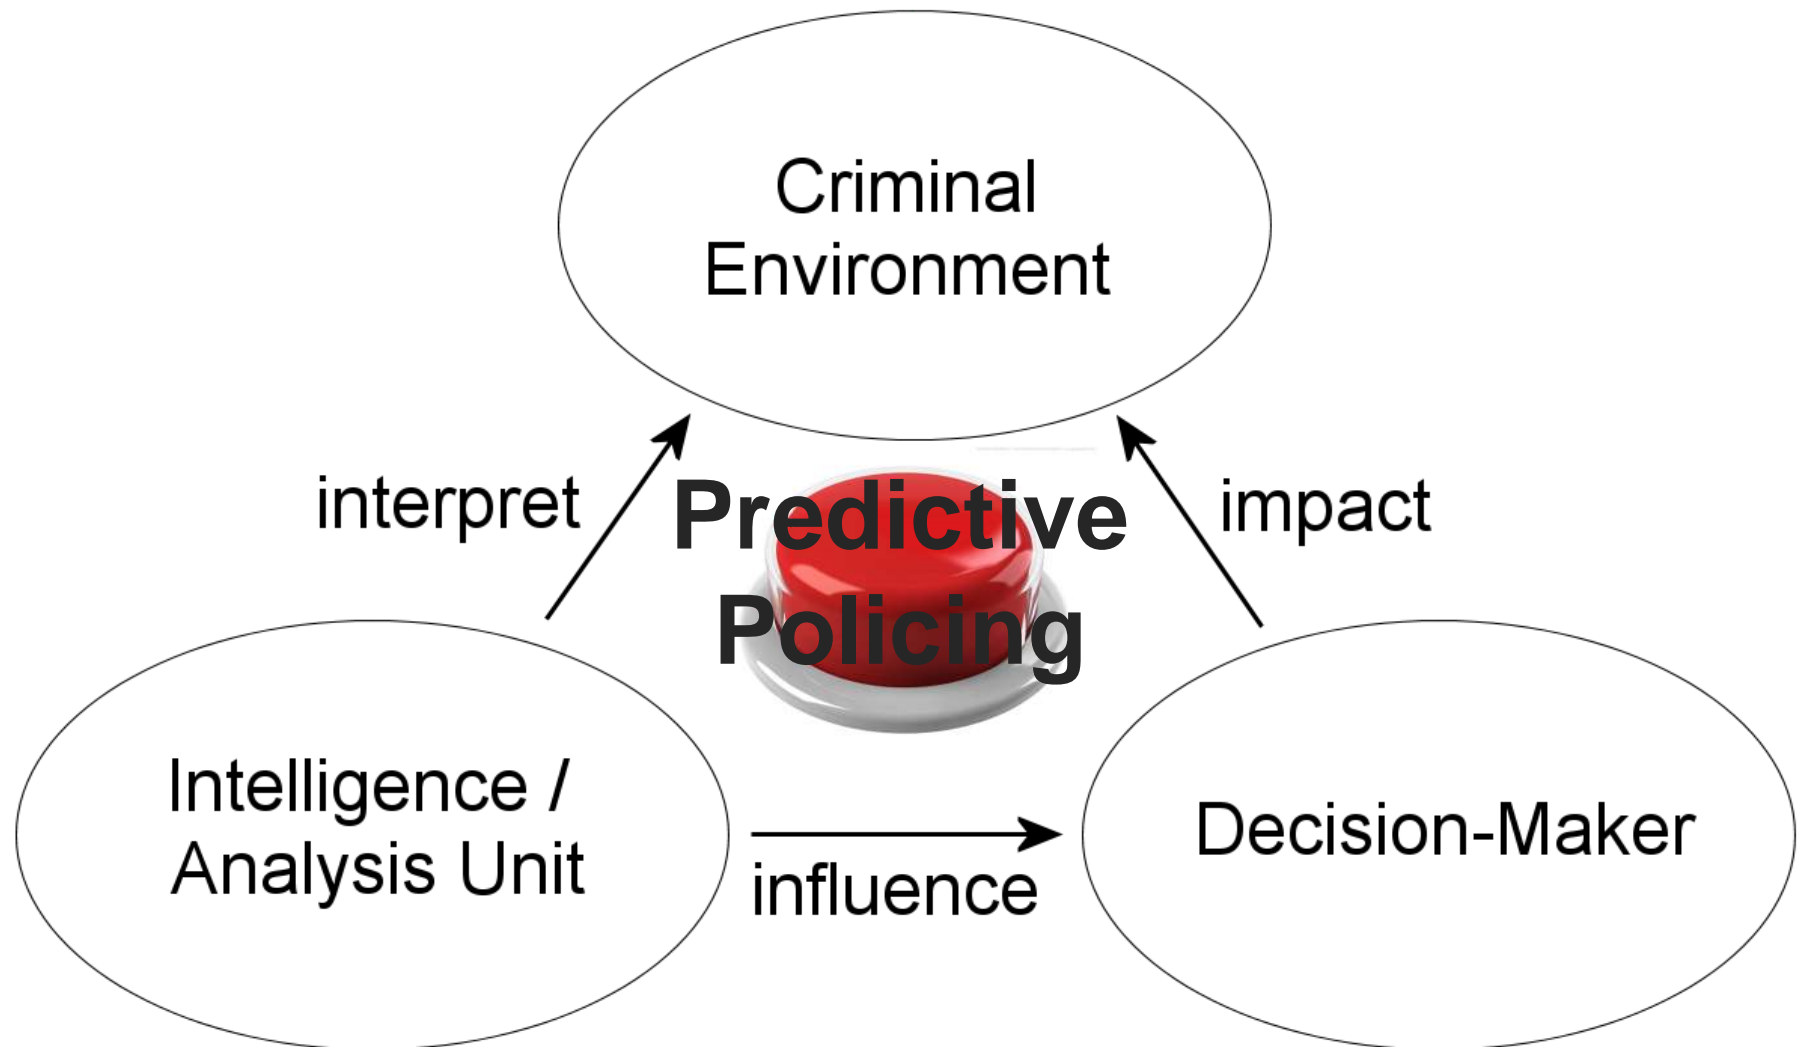 Criminal
Environment
interpret
Predictive
Policing
impact
Intelligence /
Analysis Unit
influence
Decision-Maker